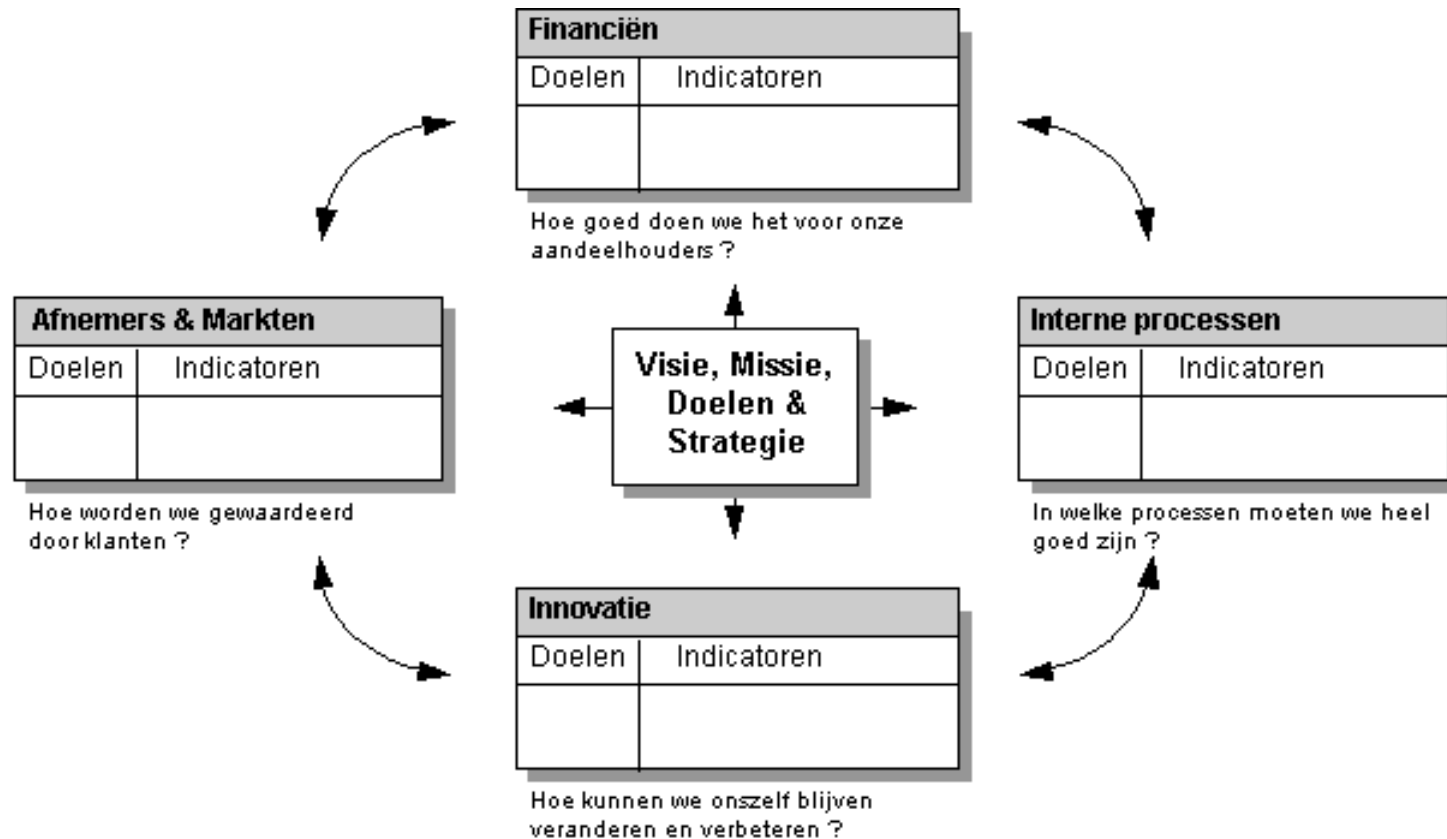 Financiën
Doelen Indicatoren
Hoe goed doen we het voor onze
aandeelhouders ?
Afnemers & Markten
Doelen Indicatoren
Hoe worden we gewaardeerd
door klanten ?
Visie, Missie,
Doelen &
Strategie
Interne processen
Doelen Indicatoren
In welke processen moeten we heel
goed zijn ?
Innovatie
Doelen Indicatoren
Hoe kunnen we onszelf blijven
veranderen en verbeteren ?